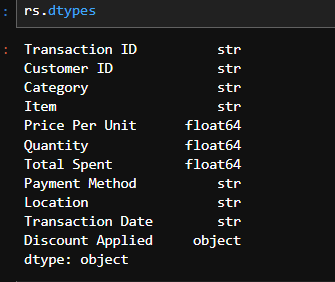 : rs.dtypes
: Transaction ID str
Customer ID str
Category str
Item str
Price Per Unit float64
Quantity float64
Total Spent float64
Payment Method str
Location str
Transaction Date str
Discount Applied object
dtype: object